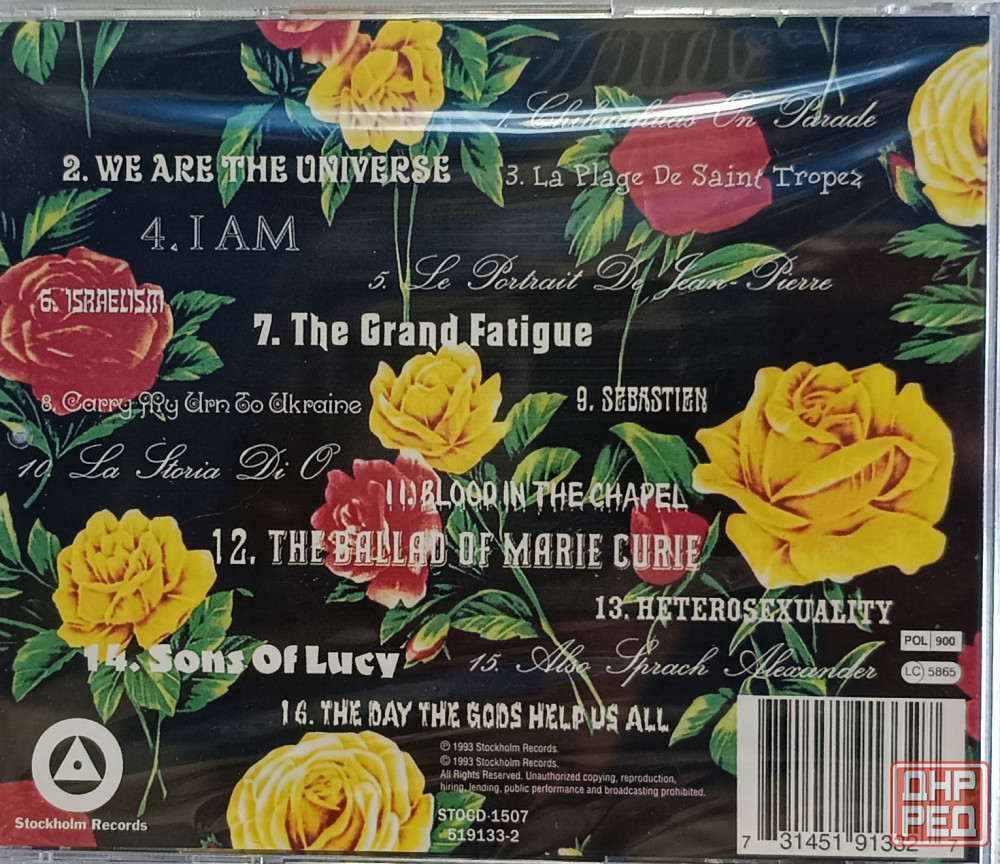 1. Chihuahuas On Parade
2. WE ARE THE UNIVERSE
3. La Plage De Saint Tropez
4. I AM
5. Le Portrait De Jean-Pierre
6. ISRAELISM
7. The Grand Fatigue
8. Carry My Urn To Ukraine
9. SEBASTIEN
10 La Storia Di O
11. BLOOD IN THE CHAPEL
12. THE BALLAD OF MARIE CURIE
13. HETEROSEXUALITY
14. Sons Of Lucy
15. Also Sprach Alexander
16. THE DAY THE GODS HELP US ALL
POL 900
LC 5865
℗ 1993 Stockholm Records.
© 1993 Stockholm Records.
All Rights Reserved. Unauthorized copying, reproduction,
hiring, lending, public performance and broadcasting prohibited.
STOCD-1507
519133-2
Stockholm Records
7 31451 91332 7
ДНР
РЕД